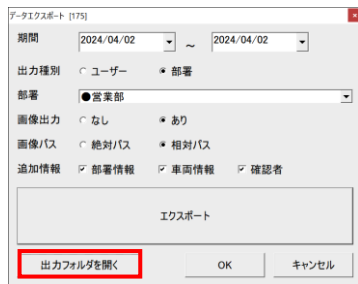 データエクスポート [175]
期間 2024/04/02 ～ 2024/04/02
出力種別 ユーザー 部署
部署 ●営業部
画像出力 なし あり
画像パス 絶対パス 相対パス
追加情報 部署情報 車両情報 確認者
エクスポート
出力フォルダを開く OK キャンセル